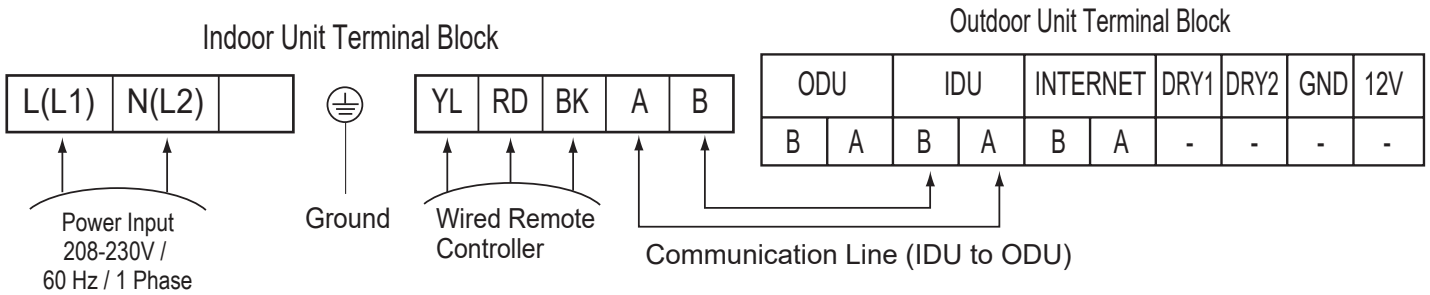 Indoor Unit Terminal Block
Outdoor Unit Terminal Block
L(L1) N(L2)
YL RD BK A B
ODU IDU INTERNET DRY1 DRY2 GND 12V
B A B A B A - - - -
Power Input
208-230V /
60 Hz / 1 Phase
Ground
Wired Remote
Controller
Communication Line (IDU to ODU)